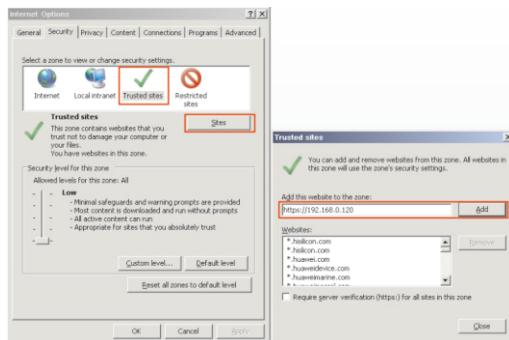 Internet Options
General Security Privacy Content Connections Programs Advanced
Select a zone to view or change security settings.
Internet Local intranet Trusted sites Restricted
sites
Trusted sites
Sites
This zone contains websites that you
trust not to damage your computer or
your files.
You have websites in this zone.
Security level for this zone
Allowed levels for this zone: All
Low
- Minimal safeguards and warning prompts are provided
- Most content is downloaded and run without prompts
- All active content can run
- Appropriate for sites that you absolutely trust
Custom level... Default level
Reset all zones to default level
OK Cancel Apply
Trusted sites
You can add and remove websites from this zone. All websites in
this zone will use the zone's security settings.
Add this website to the zone:
https://192.168.0.120 Add
Websites:
*.hisilicon.com Remove
*.hsilicon.com
*.huawei.com
*.huaweidevice.com
*.huaweimarine.com
Require server verification (https:) for all sites in this zone
Close